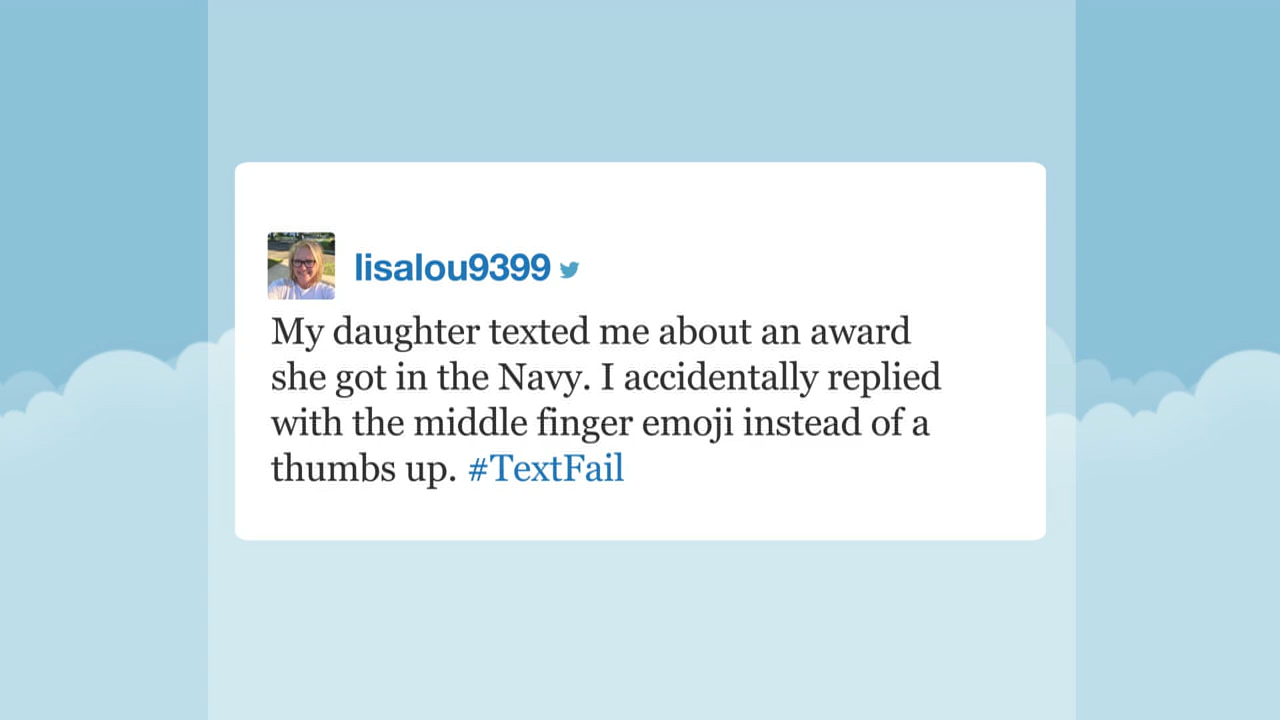 lisalou9399
My daughter texted me about an award
she got in the Navy. I accidentally replied
with the middle finger emoji instead of a
thumbs up. #TextFail